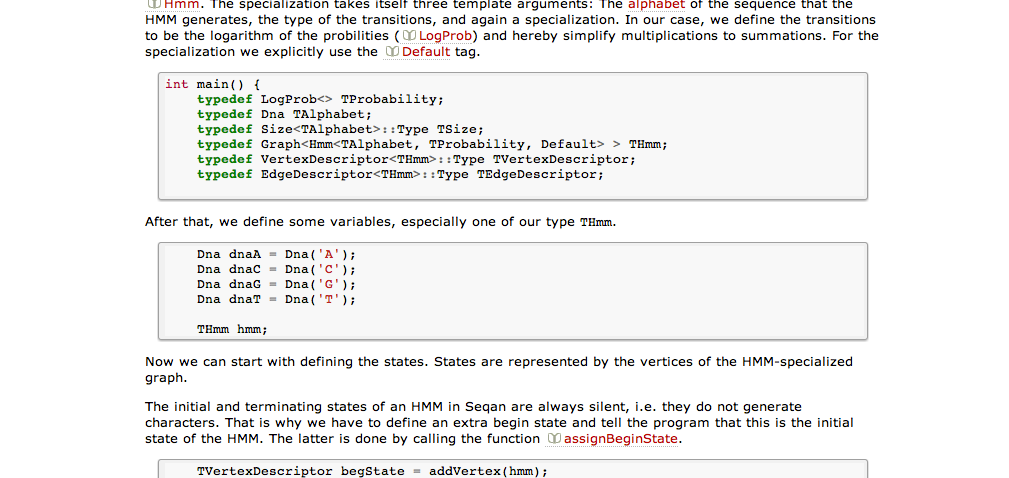 Hmm. The specialization takes itself three template arguments: The alphabet of the sequence that the
HMM generates, the type of the transitions, and again a specialization. In our case, we define the transitions
to be the logarithm of the probilities ( LogProb) and hereby simplify multiplications to summations. For the
specialization we explicitly use the Default tag.
int main() {
typedef LogProb<> TProbability;
typedef Dna TAlphabet;
typedef Size<TAlphabet>::Type TSize;
typedef Graph<Hmm<TAlphabet, TProbability, Default> > THmm;
typedef VertexDescriptor<THmm>::Type TVertexDescriptor;
typedef EdgeDescriptor<THmm>::Type TEdgeDescriptor;
After that, we define some variables, especially one of our type THmm.
Dna dnaA = Dna('A');
Dna dnaC = Dna('C');
Dna dnaG = Dna('G');
Dna dnaT = Dna('T');
THmm hmm;
Now we can start with defining the states. States are represented by the vertices of the HMM-specialized
graph.
The initial and terminating states of an HMM in Seqan are always silent, i.e. they do not generate
characters. That is why we have to define an extra begin state and tell the program that this is the initial
state of the HMM. The latter is done by calling the function assignBeginState.
TVertexDescriptor begState = addVertex(hmm);